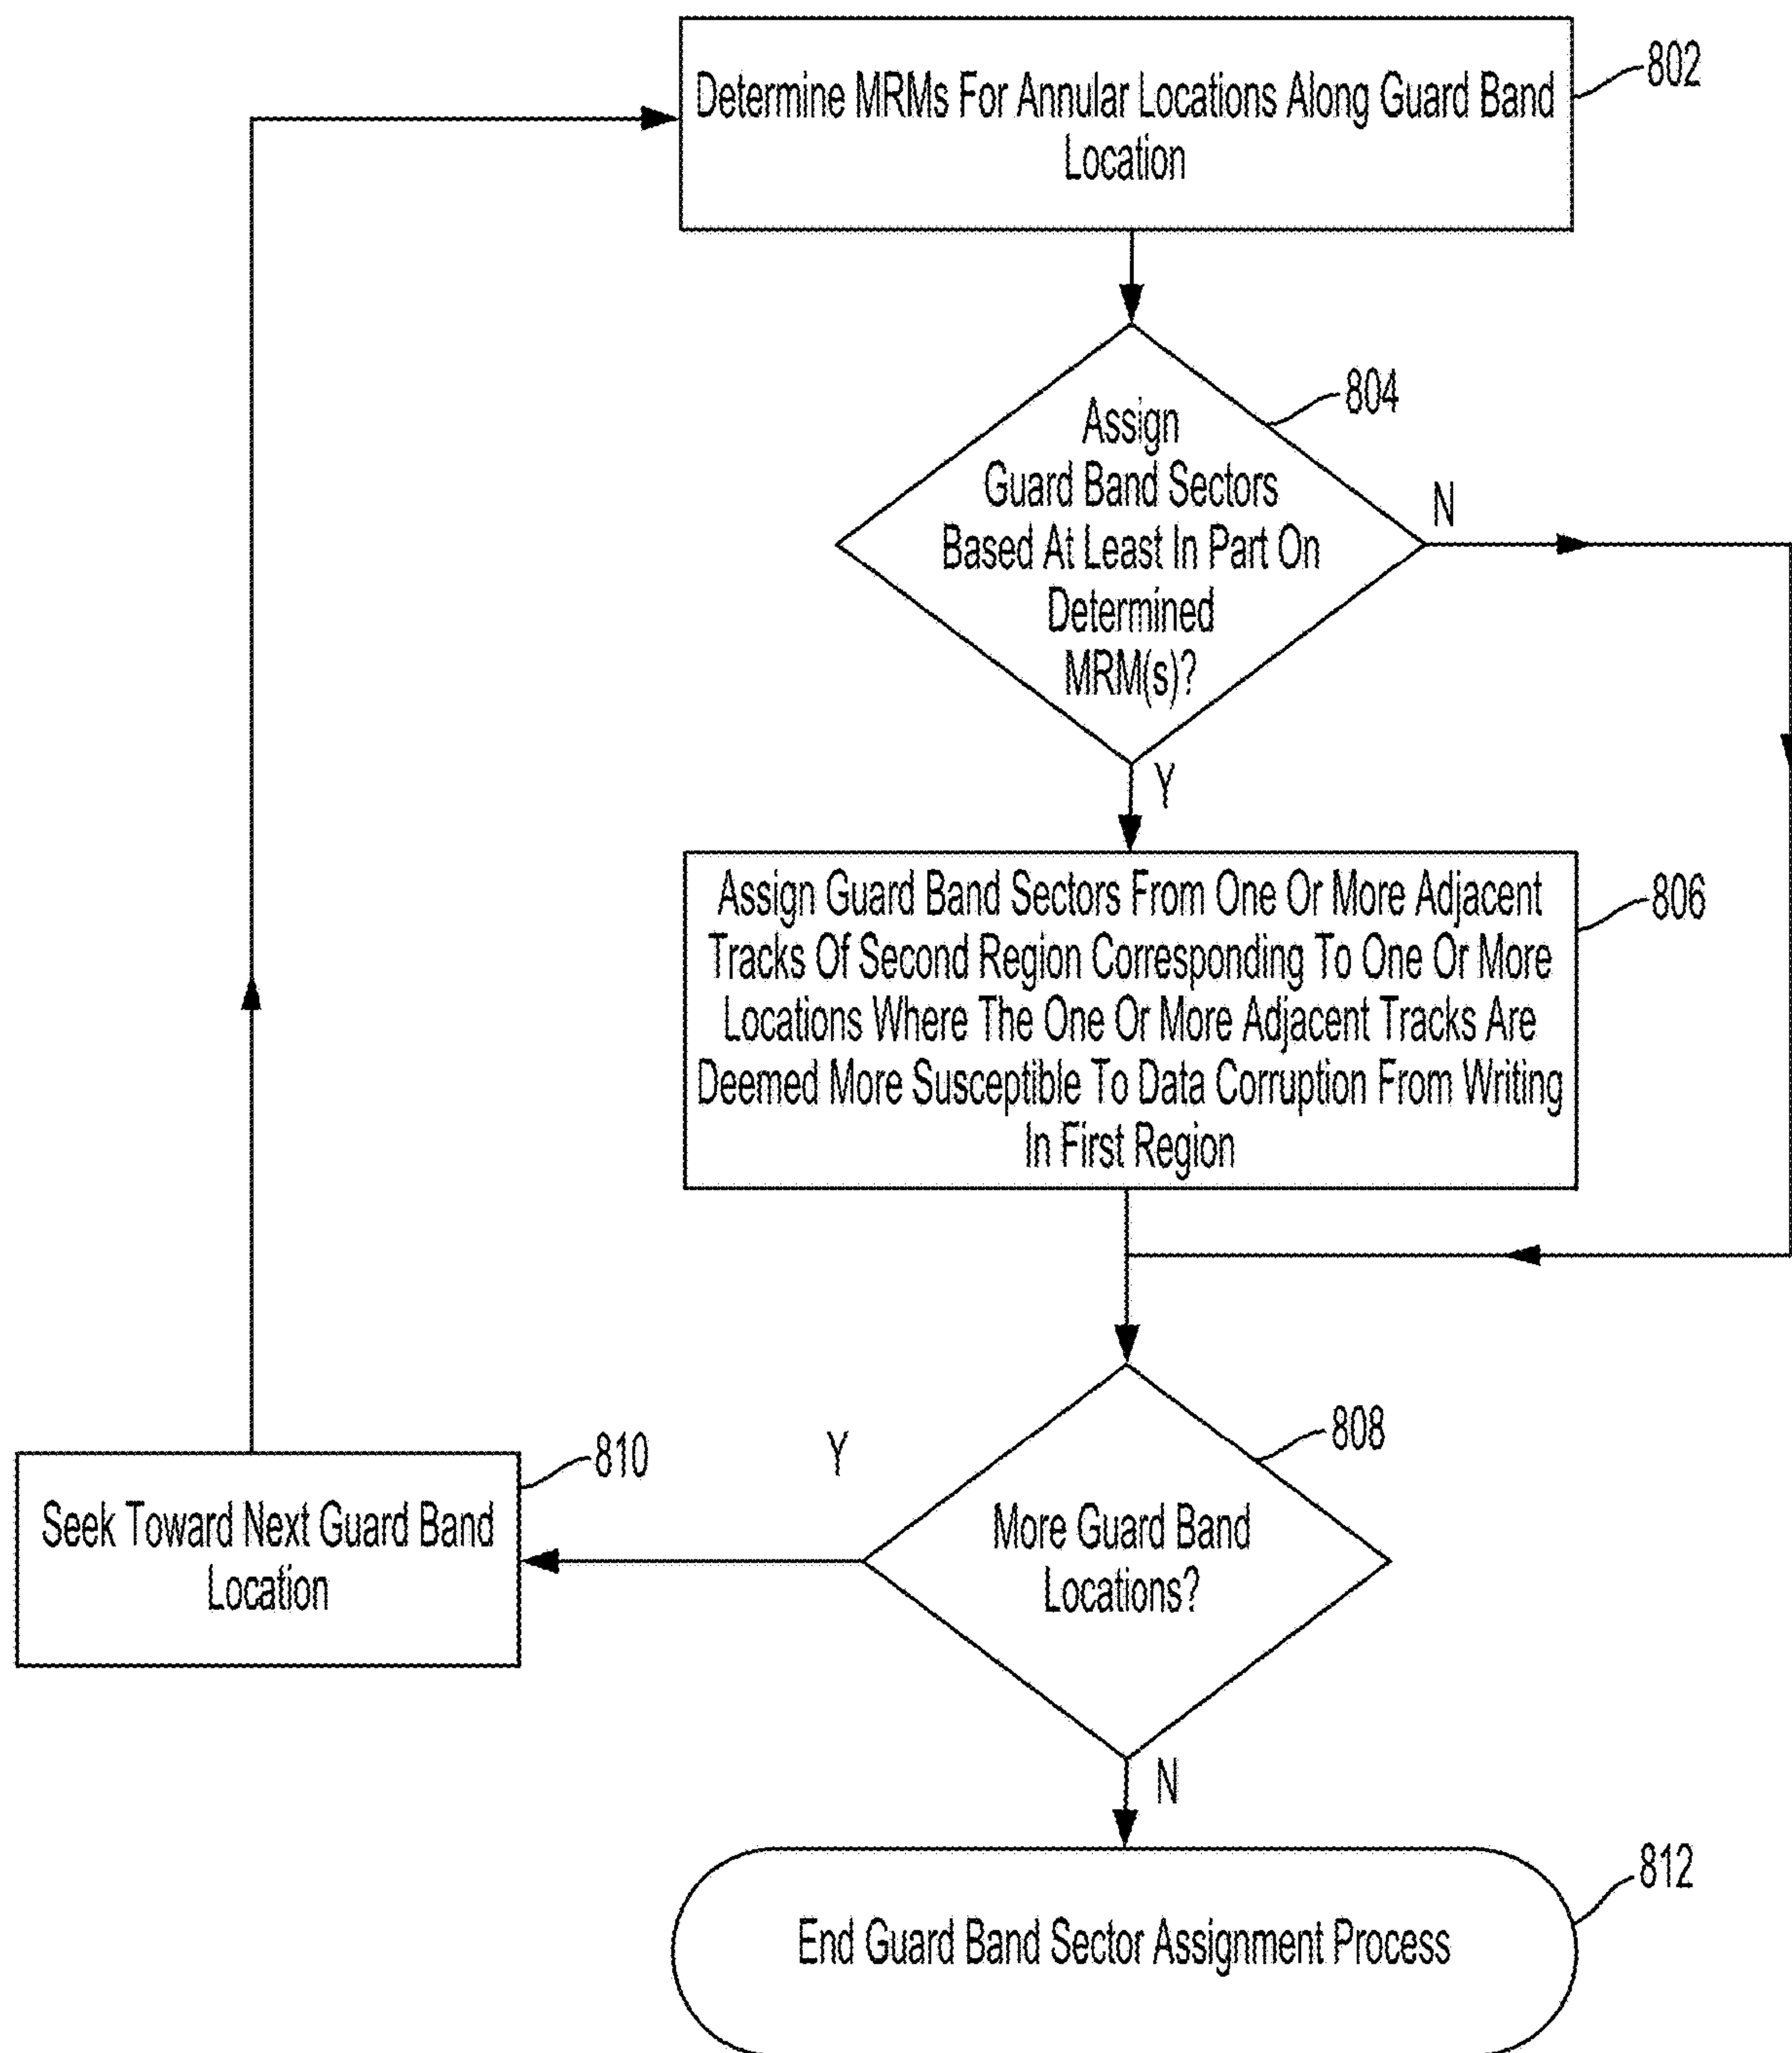 Determine MRMs For Annular Locations Along Guard Band
Location
802
Assign
Guard Band Sectors
Based At Least In Part On
Determined
MRM(s)?
804
N
Y
Assign Guard Band Sectors From One Or More Adjacent
Tracks Of Second Region Corresponding To One Or More
Locations Where The One Or More Adjacent Tracks Are
Deemed More Susceptible To Data Corruption From Writing
In First Region
806
More Guard Band
Locations?
808
Y
Seek Toward Next Guard Band
Location
810
N
End Guard Band Sector Assignment Process
812